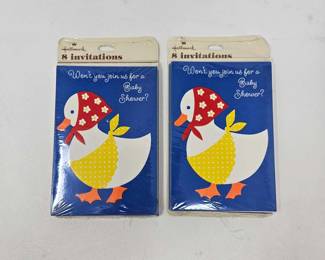 Hallmark
8 invitations
Won't you join us for a
Baby
Shower?
Hallmark
8 invitations
Won't you join us for a
Baby
Shower?